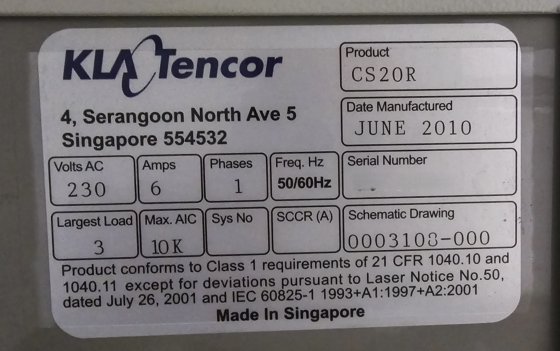 KLA Tencor
4, Serangoon North Ave 5
Singapore 554532
Product
CS20R
Date Manufactured
JUNE 2010
Volts AC
230
Amps
6
Phases
1
Freq. Hz
50/60Hz
Serial Number
Largest Load
3
Max. AIC
10K
Sys No
SCCR (A)
Schematic Drawing
0003108-000
Product conforms to Class 1 requirements of 21 CFR 1040.10 and
1040.11 except for deviations pursuant to Laser Notice No.50,
dated July 26, 2001 and IEC 60825-1 1993+A1:1997+A2:2001
Made In Singapore